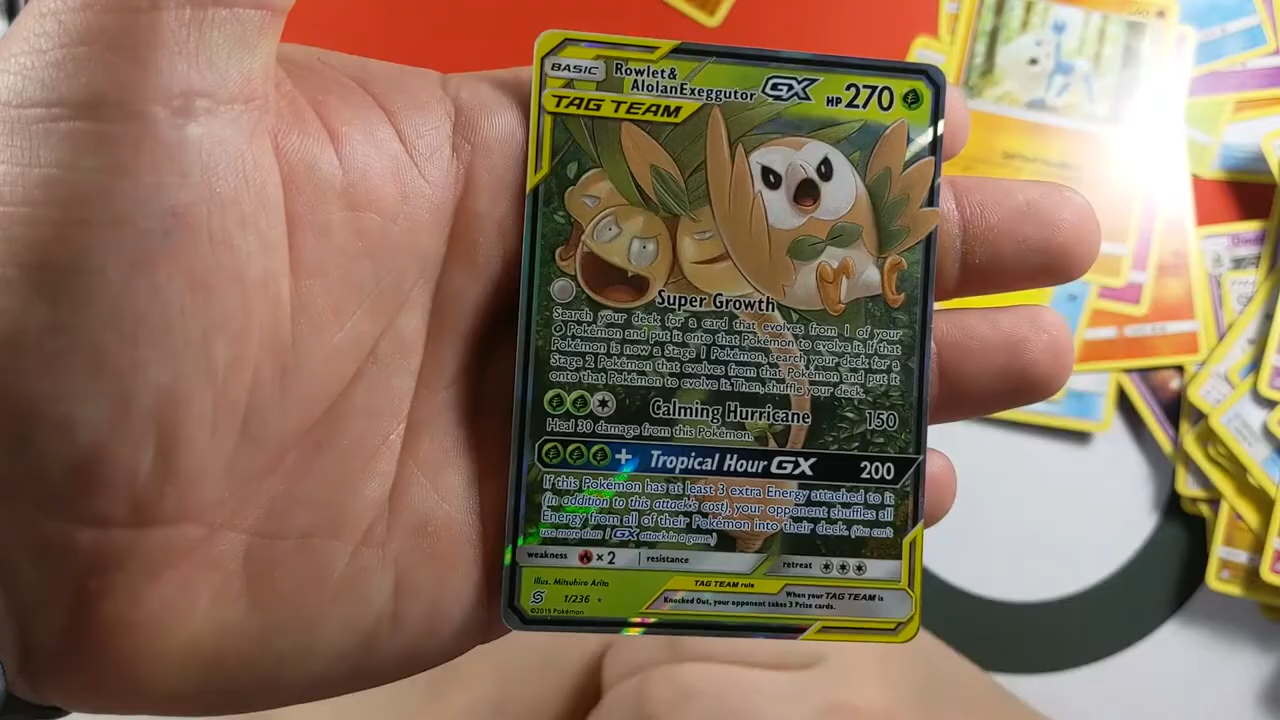 BASIC Rowlet& AlolanExeggutor GX HP 270
TAG TEAM
Super Growth
Search your deck for a card that evolves from 1 of your
Pokémon and put it onto that Pokémon to evolve it. If that
Pokémon is now a Stage 1 Pokémon, search your deck for a
Stage 2 Pokémon that evolves from that Pokémon and put it
onto that Pokémon to evolve it. Then, shuffle your deck.
Calming Hurricane 150
Heal 30 damage from this Pokémon.
+ Tropical Hour GX 200
If this Pokémon has at least 3 extra Energy attached to it
(in addition to this attack's cost), your opponent shuffles all
Energy from all of their Pokémon into their deck. (You can't
use more than 1 GX attack in a game.)
weakness ×2 resistance retreat
Illus. Mitsuhiro Arita
1/236
©2019 Pokémon
TAG TEAM rule
When your TAG TEAM is
Knocked Out, your opponent takes 3 Prize cards.